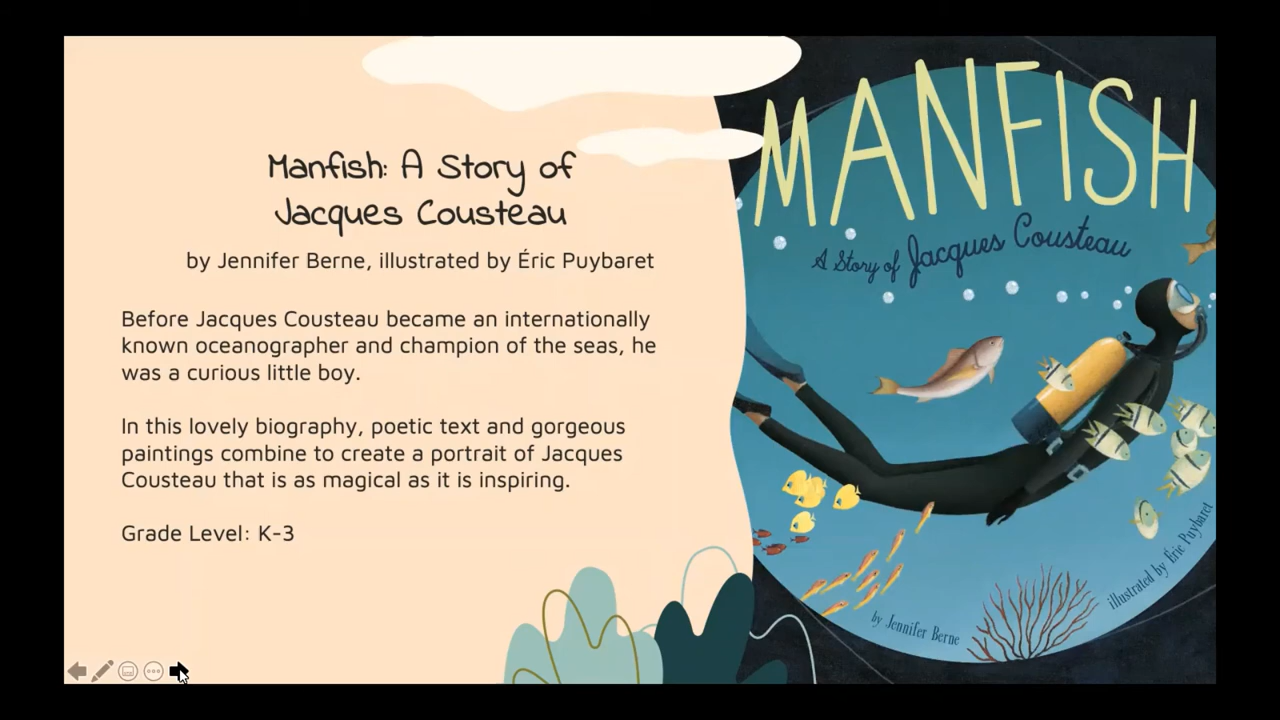 Manfish: A Story of
Jacques Cousteau
by Jennifer Berne, illustrated by Éric Puybaret
Before Jacques Cousteau became an internationally
known oceanographer and champion of the seas, he
was a curious little boy.
In this lovely biography, poetic text and gorgeous
paintings combine to create a portrait of Jacques
Cousteau that is as magical as it is inspiring.
Grade Level: K-3
MANFISH
A Story of Jacques Cousteau
by Jennifer Berne
illustrated by Éric Puybaret